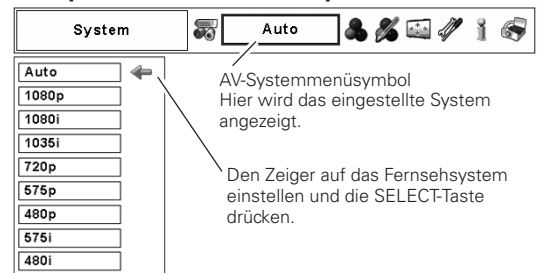 System
Auto
Auto
1080p
1080i
1035i
720p
575p
480p
575i
480i
AV-Systemmenüsymbol
Hier wird das eingestellte System
angezeigt.
Den Zeiger auf das Fernsehsystem
einstellen und die SELECT-Taste
drücken.